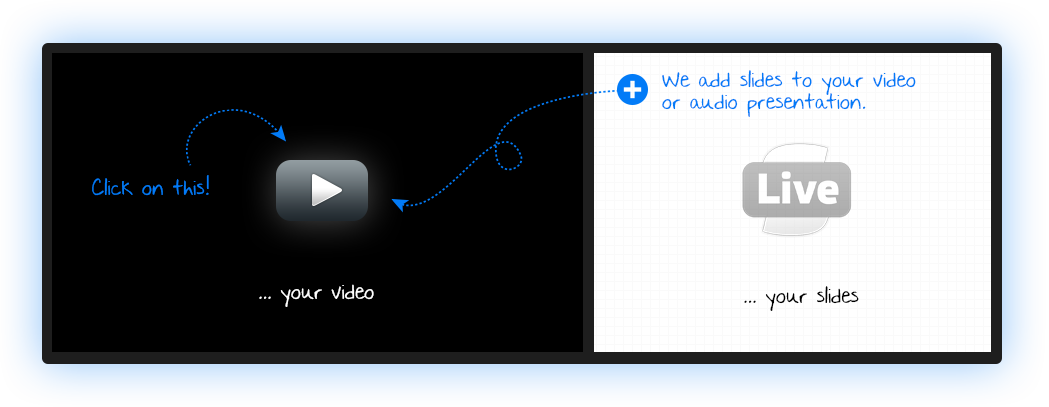 Click on this!
... your video
We add slides to your video
or audio presentation.
Live
... your slides